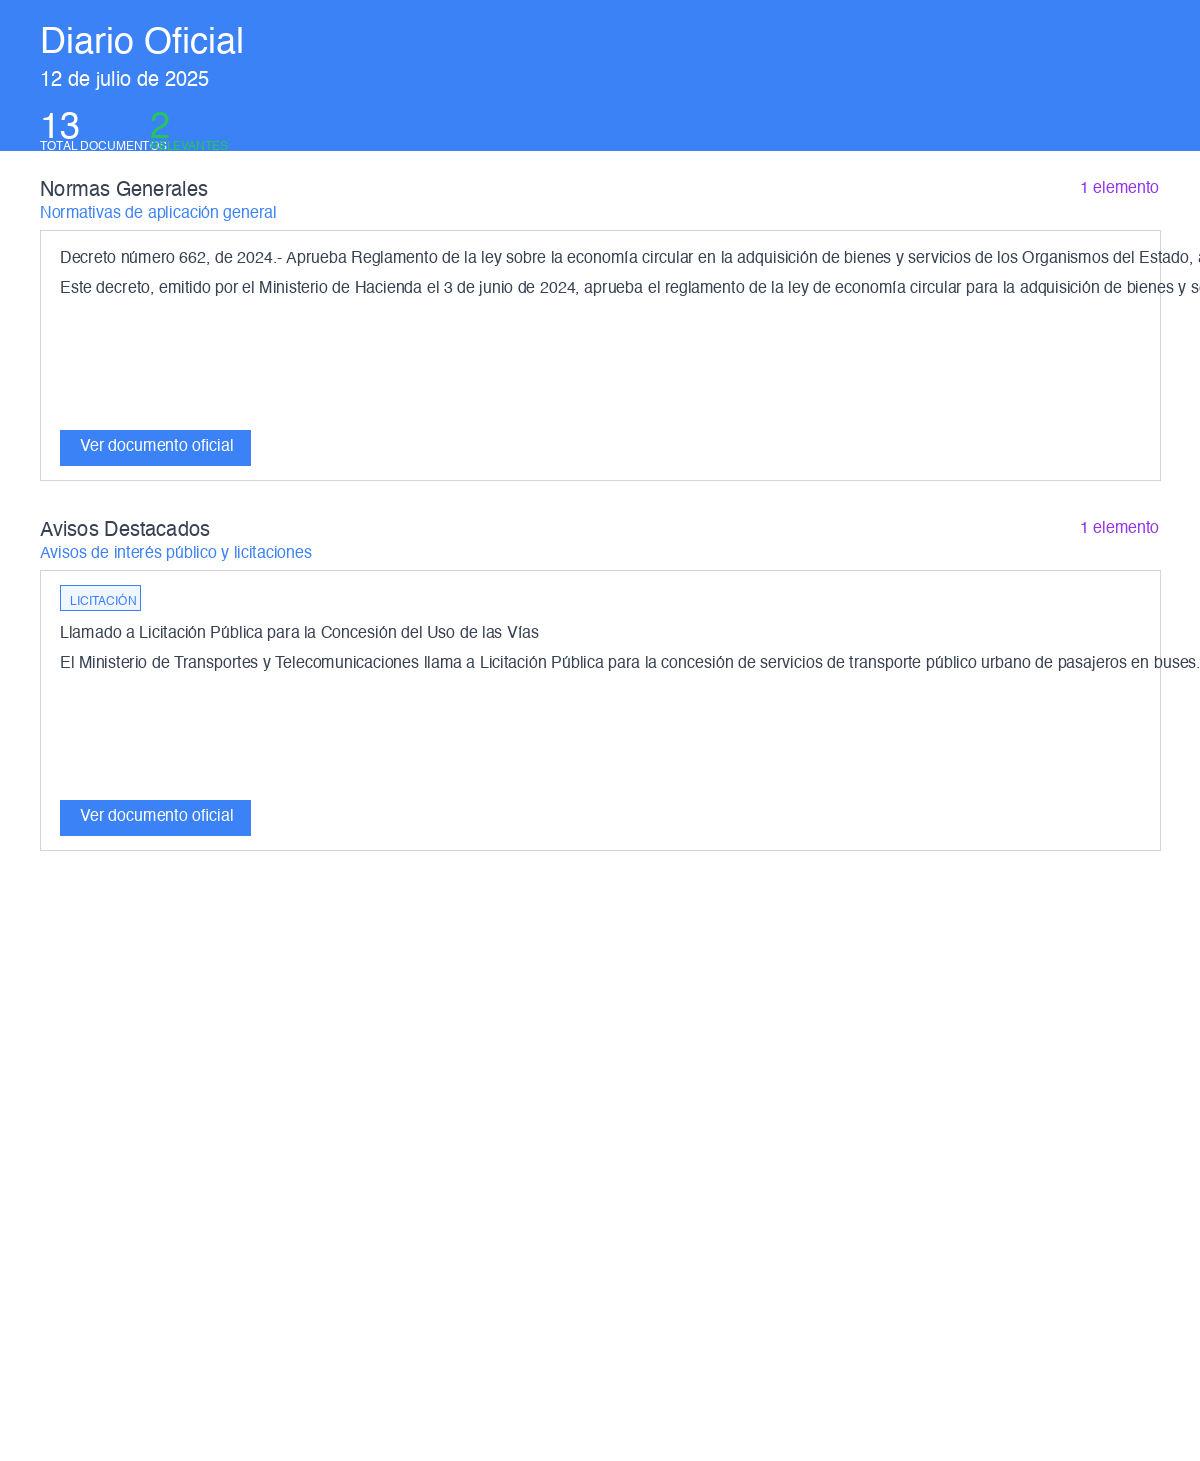 Diario Oficial
12 de julio de 2025
13
2
TOTAL DOCUMENTOS
RELEVANTES
Normas Generales
1 elemento
Normativas de aplicación general
Decreto número 662, de 2024.- Aprueba Reglamento de la ley sobre la economía circular en la adquisición de bienes y servicios de los Organismos del Estado,
Este decreto, emitido por el Ministerio de Hacienda el 3 de junio de 2024, aprueba el reglamento de la ley de economía circular para la adquisición de bienes y
Ver documento oficial
Avisos Destacados
1 elemento
Avisos de interés público y licitaciones
LICITACIÓN
Llamado a Licitación Pública para la Concesión del Uso de las Vías
El Ministerio de Transportes y Telecomunicaciones llama a Licitación Pública para la concesión de servicios de transporte público urbano de pasajeros en buses.
Ver documento oficial